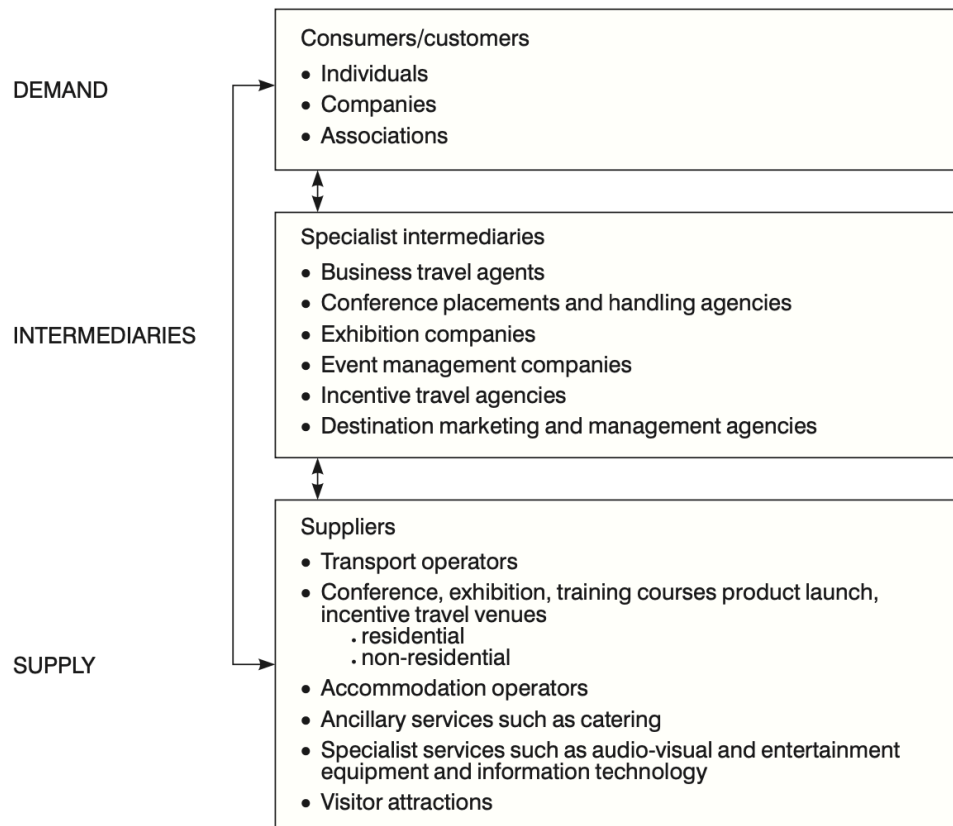 DEMAND
Consumers/customers
• Individuals
• Companies
• Associations
INTERMEDIARIES
Specialist intermediaries
• Business travel agents
• Conference placements and handling agencies
• Exhibition companies
• Event management companies
• Incentive travel agencies
• Destination marketing and management agencies
SUPPLY
Suppliers
• Transport operators
• Conference, exhibition, training courses product launch,
incentive travel venues
• residential
• non-residential
• Accommodation operators
• Ancillary services such as catering
• Specialist services such as audio-visual and entertainment
equipment and information technology
• Visitor attractions